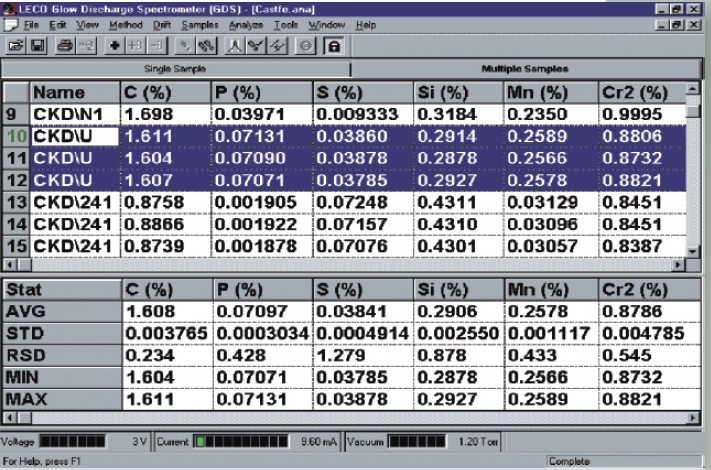 LECO Glow Discharge Spectrometer (GDS) - [Castfe.ana]
File Edit View Method Drift Samples Analyze Tools Window Help
Single Sample Multiple Samples
Name C (%) P (%) S (%) Si (%) Mn (%) Cr2 (%)
9 CKD\N1 1.698 0.03971 0.009333 0.3184 0.2350 0.9995
10 CKD\U 1.611 0.07131 0.03860 0.2914 0.2589 0.8806
11 CKD\U 1.604 0.07090 0.03878 0.2878 0.2566 0.8732
12 CKD\U 1.607 0.07071 0.03785 0.2927 0.2578 0.8821
13 CKD\241 0.8758 0.001905 0.07248 0.4311 0.03129 0.8451
14 CKD\241 0.8866 0.001922 0.07157 0.4310 0.03096 0.8451
15 CKD\241 0.8739 0.001878 0.07076 0.4301 0.03057 0.8387
Stat C (%) P (%) S (%) Si (%) Mn (%) Cr2 (%)
AVG 1.608 0.07097 0.03841 0.2906 0.2578 0.8786
STD 0.003765 0.0003034 0.0004914 0.002550 0.001117 0.004785
RSD 0.234 0.428 1.279 0.878 0.433 0.545
MIN 1.604 0.07071 0.03785 0.2878 0.2566 0.8732
MAX 1.611 0.07131 0.03878 0.2927 0.2589 0.8821
Voltage 3 V Current 9.60 mA Vacuum 1.20 Torr
For Help, press F1 Complete